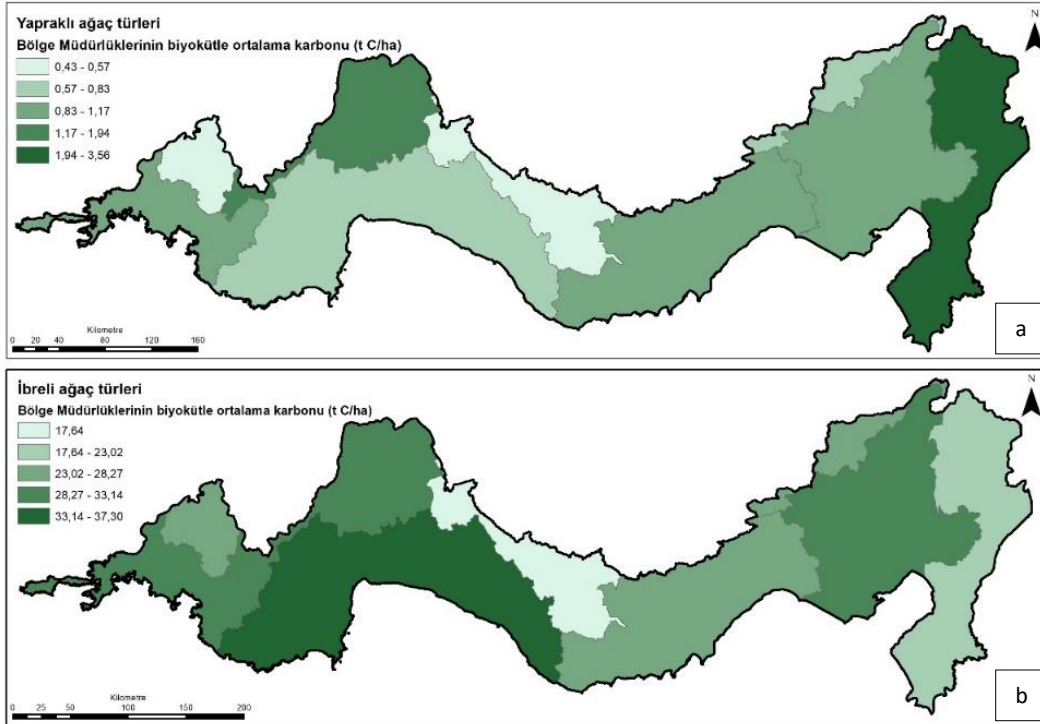 Yapraklı ağaç türleri
Bölge Müdürlüklerinin biyokütle ortalama karbonu (t C/ha)
0,43 - 0,57
0,57 - 0,83
0,83 - 1,17
1,17 - 1,94
1,94 - 3,56
N
Kilometre
0 20 40 80 120 160
a
İbreli ağaç türleri
Bölge Müdürlüklerinin biyokütle ortalama karbonu (t C/ha)
17,64
17,64 - 23,02
23,02 - 28,27
28,27 - 33,14
33,14 - 37,30
N
Kilometre
0 25 50 100 150 200
b